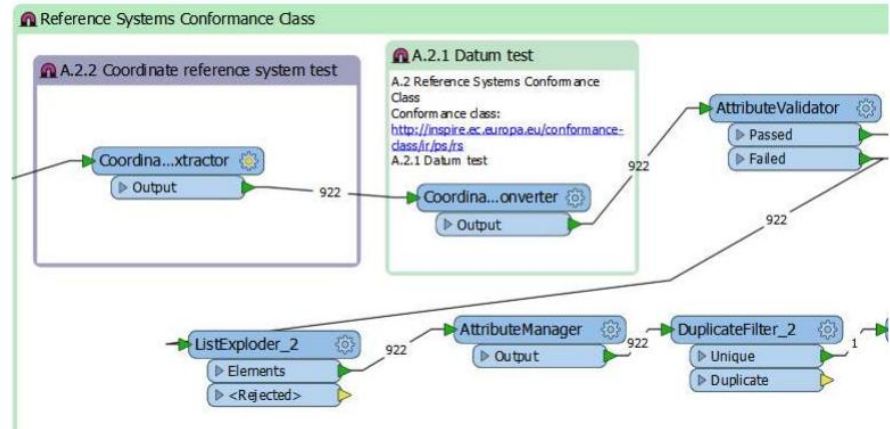 Reference Systems Conformance Class
A.2.2 Coordinate reference system test
A.2.1 Datum test
A.2 Reference Systems Conformance
Class
Conformance class:
http://inspire.ec.europa.eu/conformance-
class/ir/ps/rs
A.2.1 Datum test
Coordina...xtractor
Output
922
Coordina...onverter
Output
922
AttributeValidator
Passed
Failed
922
ListExploder_2
Elements
<Rejected>
922
AttributeManager
Output
922
DuplicateFilter_2
Unique
Duplicate
1